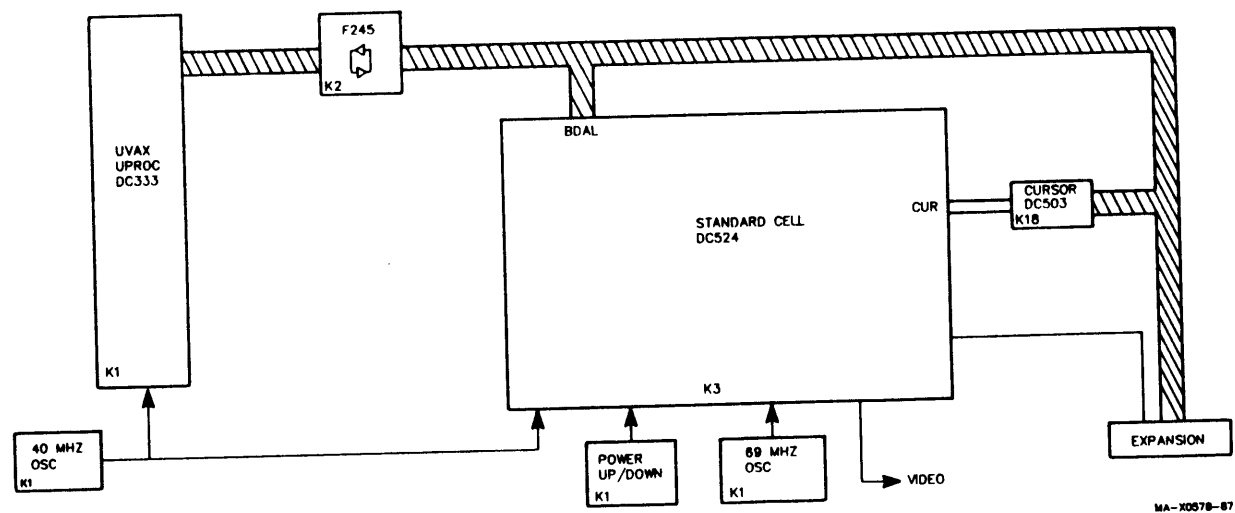 F245
K2
UVAX
UPROC
DC333
K1
BDAL
STANDARD CELL
DC524
CUR
K3
CURSOR
DC503
K18
40 MHZ
OSC
K1
POWER
UP/DOWN
K1
69 MHZ
OSC
K1
VIDEO
EXPANSION
MA-X0578-87